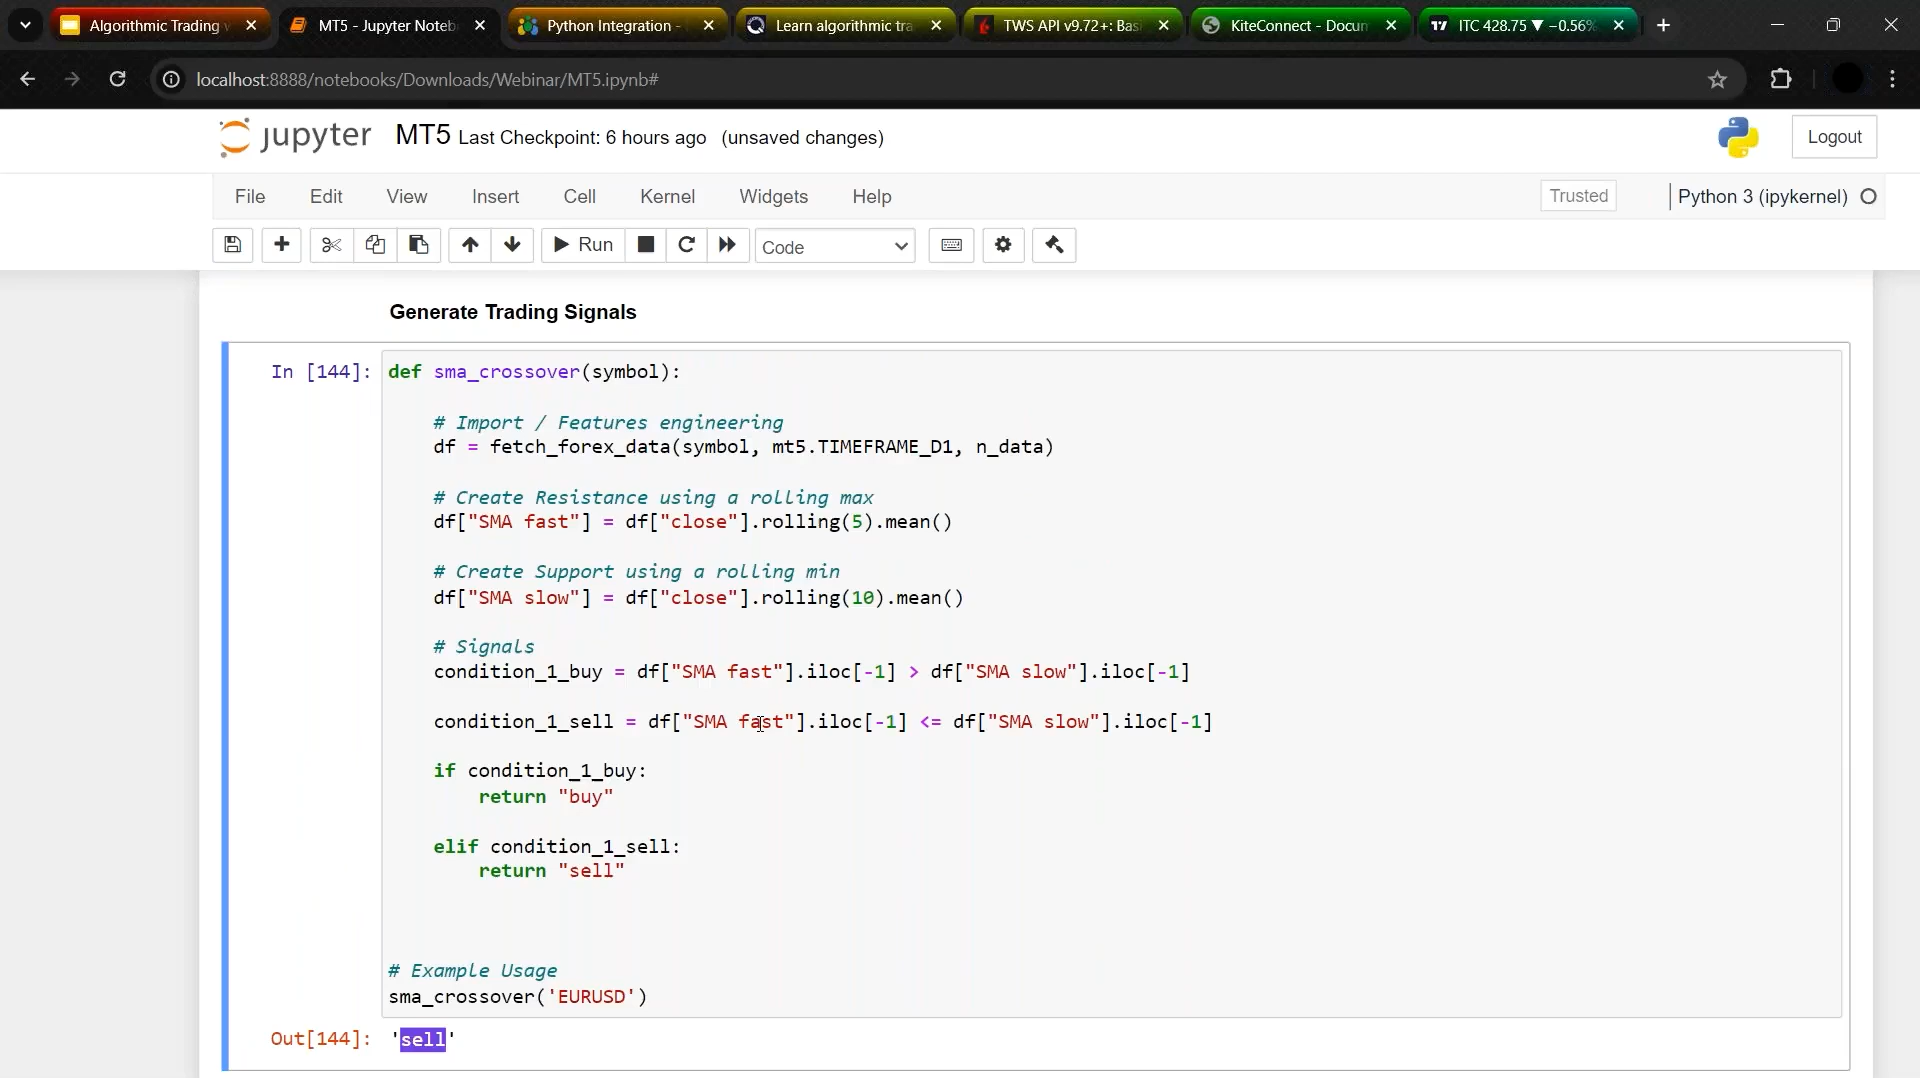 Algorithmic Trading
MT5 - Jupyter Noteb
Python Integration -
Learn algorithmic tra
TWS API v9.72+: Bas
KiteConnect - Docum
ITC 428.75 ▼ −0.56%
localhost:8888/notebooks/Downloads/Webinar/MT5.ipynb#
jupyter MT5 Last Checkpoint: 6 hours ago (unsaved changes)
Logout
File Edit View Insert Cell Kernel Widgets Help
Trusted
Python 3 (ipykernel)
Run
Code
Generate Trading Signals
In [144]: def sma_crossover(symbol):
# Import / Features engineering
df = fetch_forex_data(symbol, mt5.TIMEFRAME_D1, n_data)
# Create Resistance using a rolling max
df["SMA fast"] = df["close"].rolling(5).mean()
# Create Support using a rolling min
df["SMA slow"] = df["close"].rolling(10).mean()
# Signals
condition_1_buy = df["SMA fast"].iloc[-1] > df["SMA slow"].iloc[-1]
condition_1_sell = df["SMA fast"].iloc[-1] <= df["SMA slow"].iloc[-1]
if condition_1_buy:
return "buy"
elif condition_1_sell:
return "sell"
# Example Usage
sma_crossover('EURUSD')
Out[144]: 'sell'